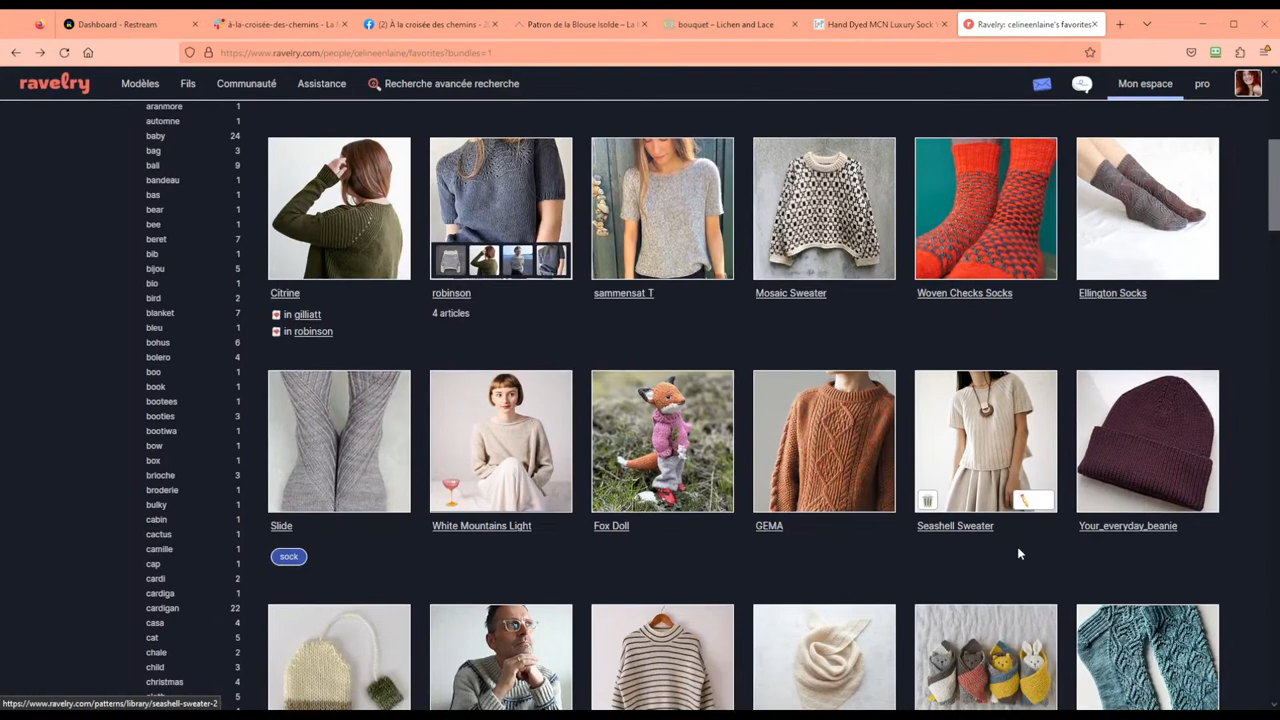 Dashboard - Restream
à-la-croisée-des-chemins - La M
(2) À la croisée des chemins - 2
Patron de la Blouse Isolde – La M
bouquet – Lichen and Lace
Hand Dyed MCN Luxury Sock
Ravelry: celineenlaine's favorites
https://www.ravelry.com/people/celineenlaine/favorites?bundles=1
ravelry
Modèles
Fils
Communauté
Assistance
Recherche avancée recherche
Mon espace
pro
aranmore 1
automne 1
baby 24
bag 3
ball 9
bandeau 1
bas 1
bear 1
bee 1
beret 7
bib 1
bijou 5
bio 1
bird 2
blanket 7
bleu 1
bohus 6
bolero 4
boo 1
book 1
bootees 1
booties 3
bootiwa 1
bow 1
box 1
brioche 3
broderie 1
bulky 1
cabin 1
cactus 1
camille 1
cap 1
cardi 2
cardiga 1
cardigan 22
casa 4
cat 5
chale 2
child 3
christmas 4
5
Citrine
in gilliatt
in robinson
robinson
4 articles
sammensat T
Mosaic Sweater
Woven Checks Socks
Ellington Socks
Slide
sock
White Mountains Light
Fox Doll
GEMA
Seashell Sweater
Your_everyday_beanie
https://www.ravelry.com/patterns/library/seashell-sweater-2